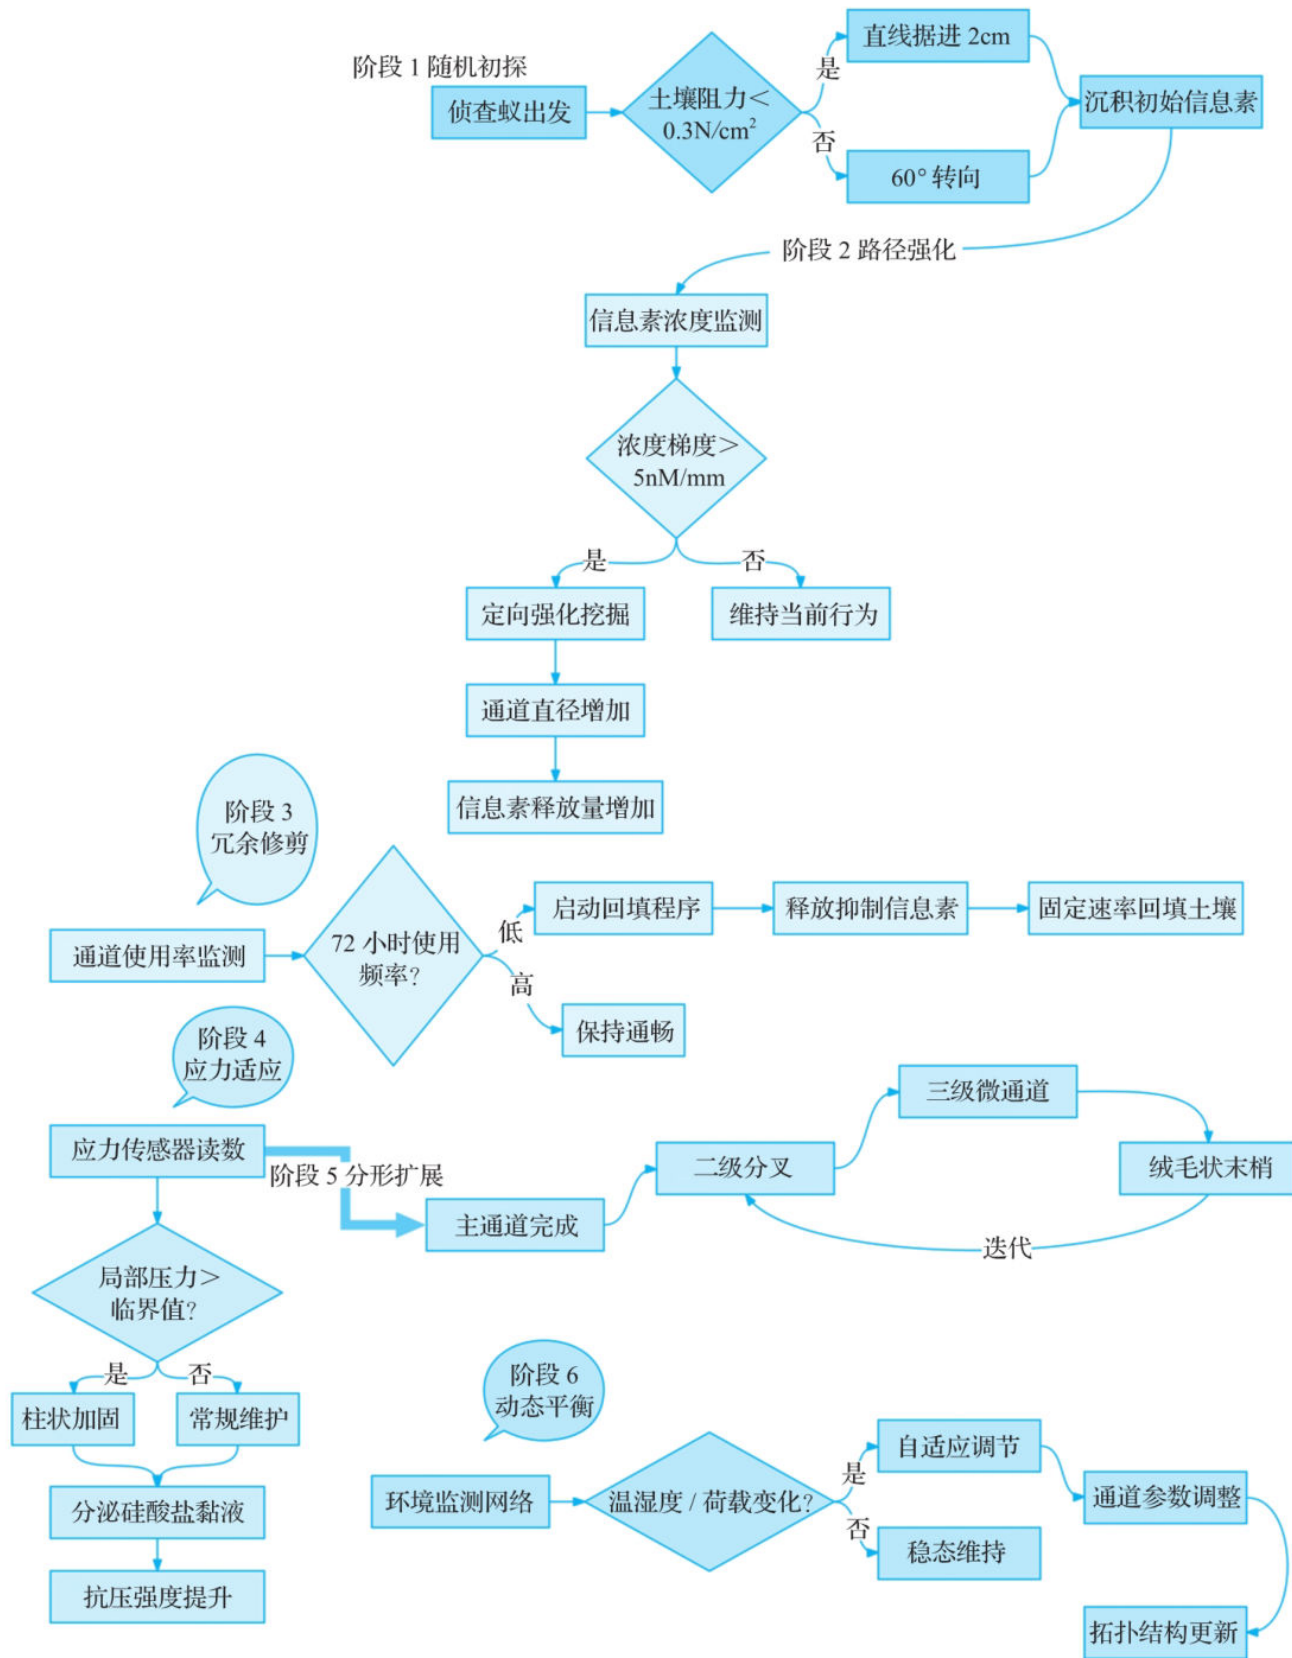 阶段 1 随机初探
侦查蚁出发
土壤阻力＜
0.3N/cm²
是
否
直线据进 2cm
60° 转向
沉积初始信息素
阶段 2 路径强化
信息素浓度监测
浓度梯度＞
5nM/mm
是
否
定向强化挖掘
维持当前行为
通道直径增加
信息素释放量增加
阶段 3
冗余修剪
通道使用率监测
72 小时使用
频率？
低
高
启动回填程序
释放抑制信息素
固定速率回填土壤
保持通畅
阶段 4
应力适应
应力传感器读数
阶段 5 分形扩展
主通道完成
二级分叉
三级微通道
绒毛状末梢
迭代
局部压力＞
临界值？
是
否
柱状加固
常规维护
分泌硅酸盐黏液
抗压强度提升
阶段 6
动态平衡
环境监测网络
温湿度 / 荷载变化？
是
否
自适应调节
稳态维持
通道参数调整
拓扑结构更新